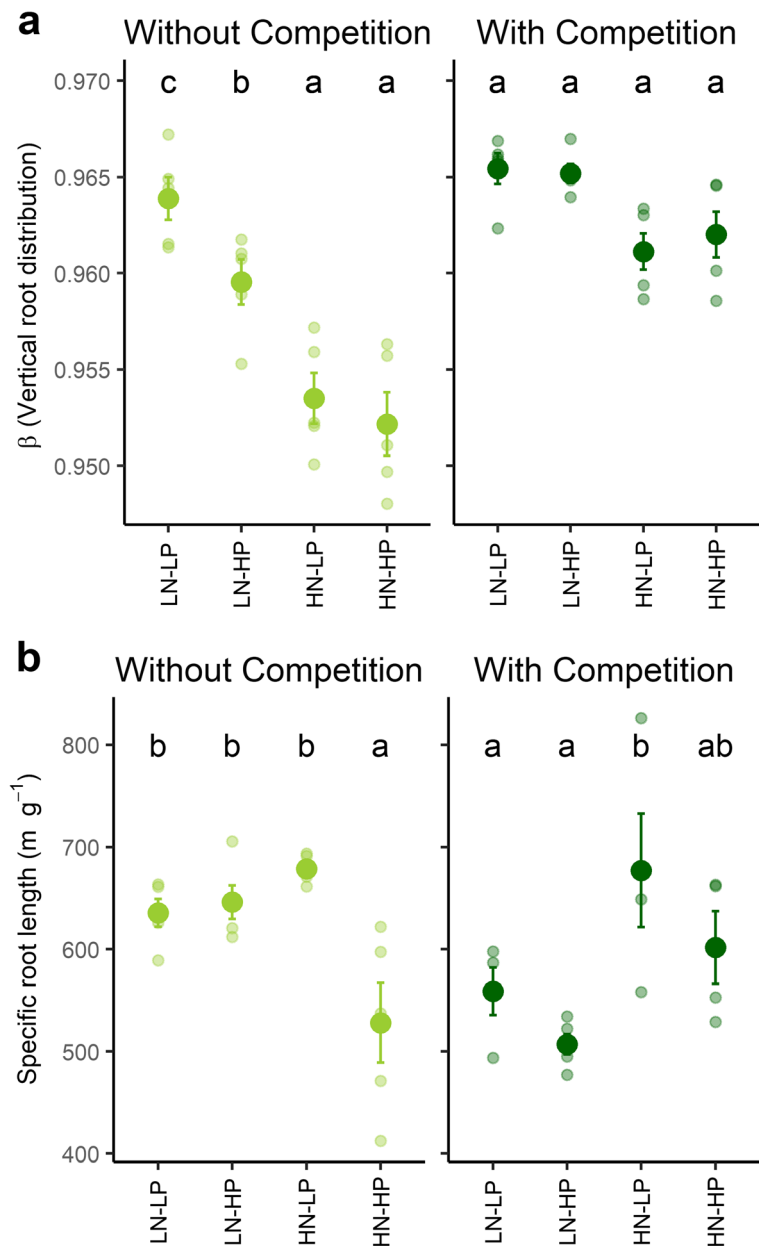 a
Without Competition
With Competition
β (Vertical root distribution)
0.970
0.965
0.960
0.955
0.950
c b a a
a a a a
LN-LP
LN-HP
HN-LP
HN-HP
LN-LP
LN-HP
HN-LP
HN-HP
b
Without Competition
With Competition
Specific root length (m g⁻¹)
800
700
600
500
400
b b b a
a a b ab
LN-LP
LN-HP
HN-LP
HN-HP
LN-LP
LN-HP
HN-LP
HN-HP